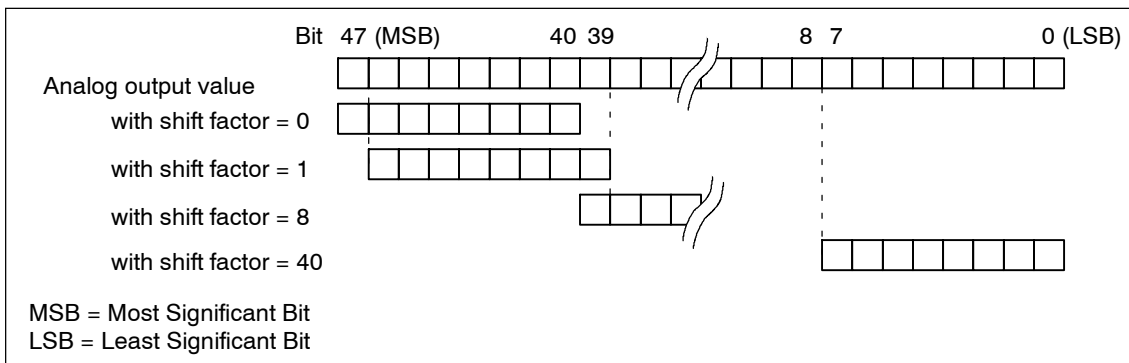 Bit 47 (MSB) 40 39 8 7 0 (LSB)
Analog output value
with shift factor = 0
with shift factor = 1
with shift factor = 8
with shift factor = 40
MSB = Most Significant Bit
LSB = Least Significant Bit